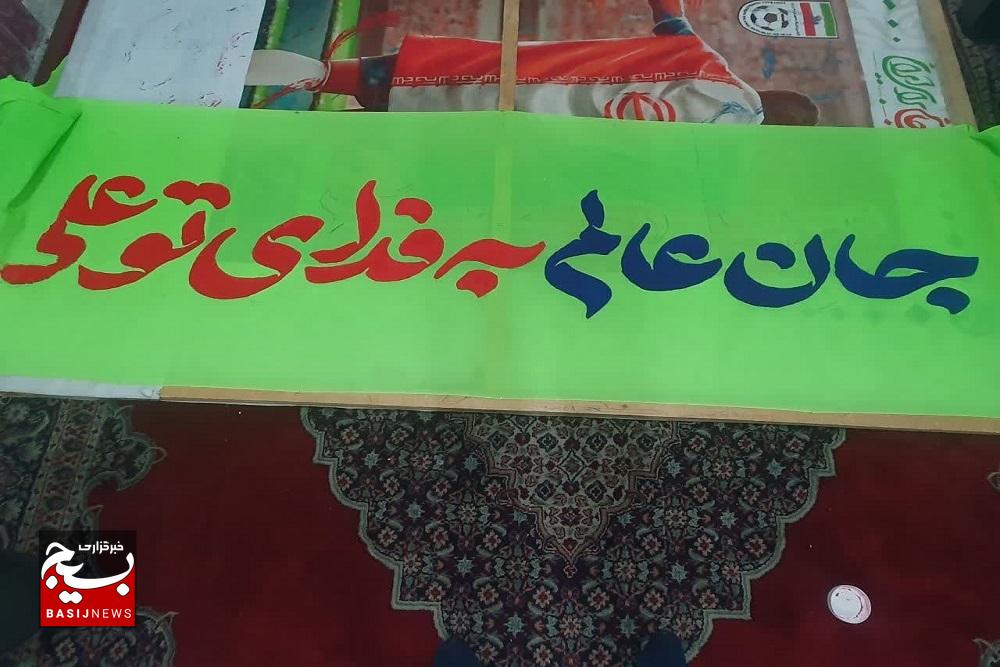 جان عالم به فدای تو علی
خبرگزاری
بسیج
BASIJNEWS